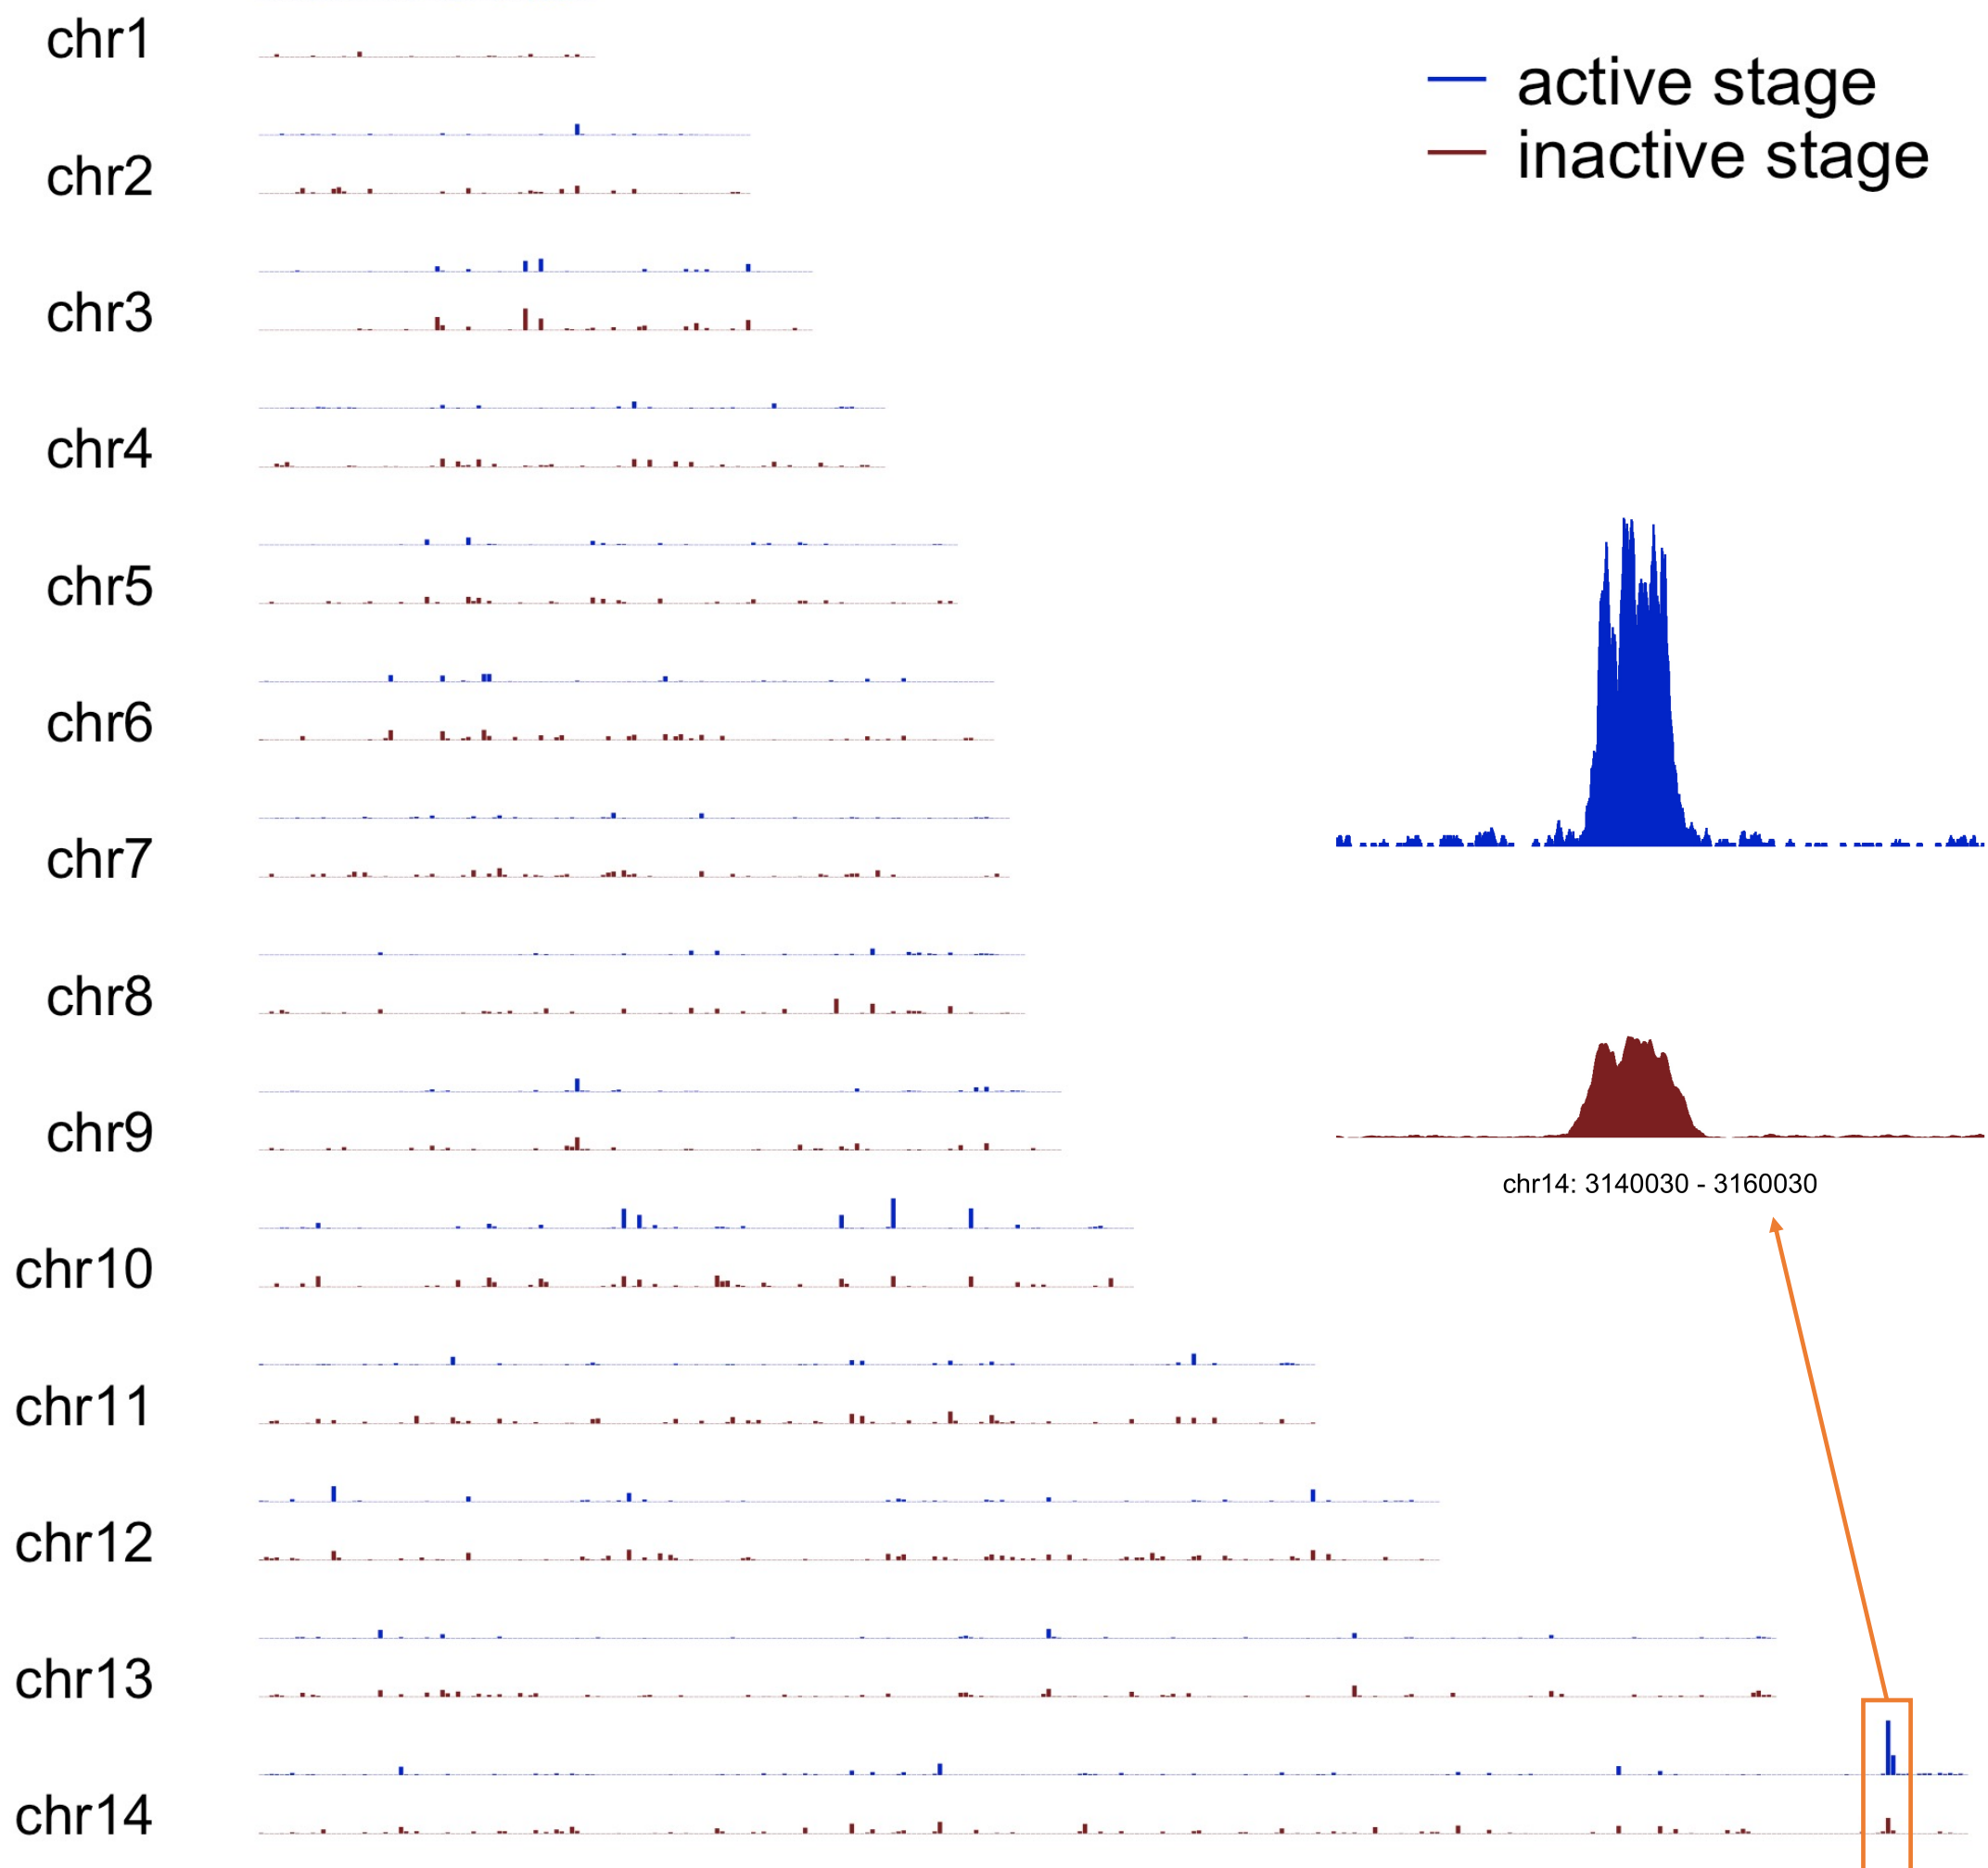 chr1
active stage
inactive stage
chr2
chr3
chr4
chr5
chr6
chr7
chr8
chr9
chr14: 3140030 - 3160030
chr10
chr11
chr12
chr13
chr14